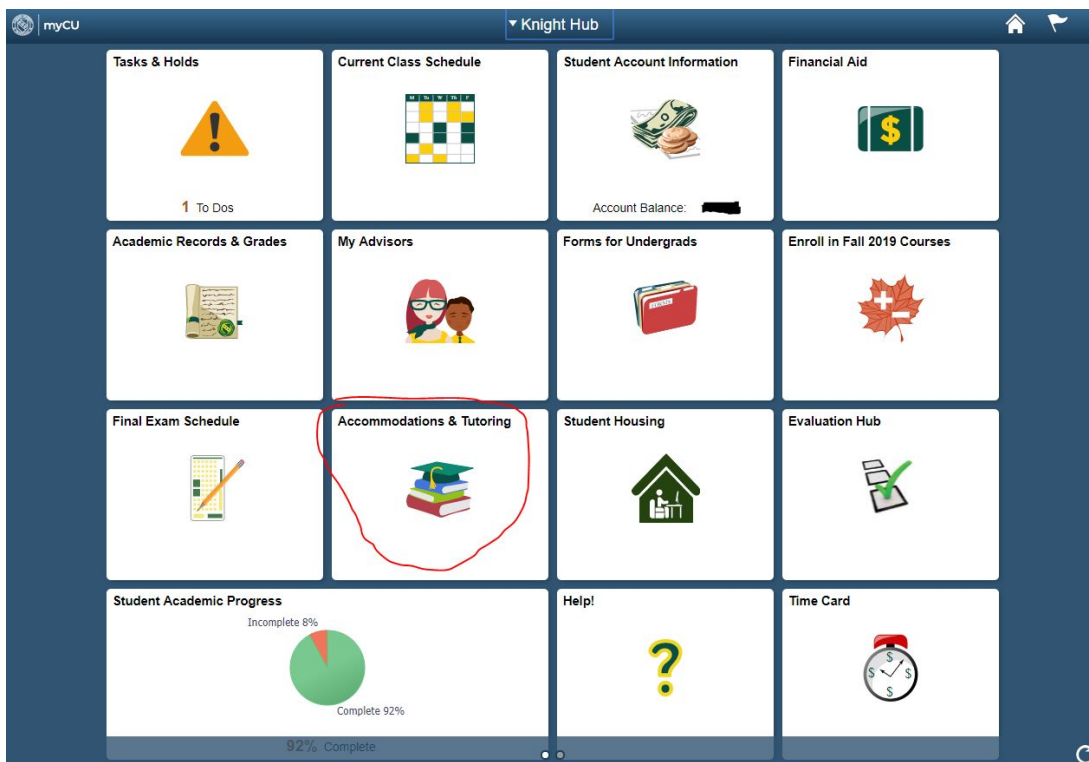 myCU
Knight Hub
Tasks & Holds
1 To Dos
Current Class Schedule
M Tu W Th F
Student Account Information
Account Balance:
Financial Aid
$
Academic Records & Grades
My Advisors
Forms for Undergrads
FORMS
Enroll in Fall 2019 Courses
Final Exam Schedule
Accommodations & Tutoring
Student Housing
Evaluation Hub
Student Academic Progress
Incomplete 8%
Complete 92%
92% Complete
Help!
?
Time Card
$
$ $
$